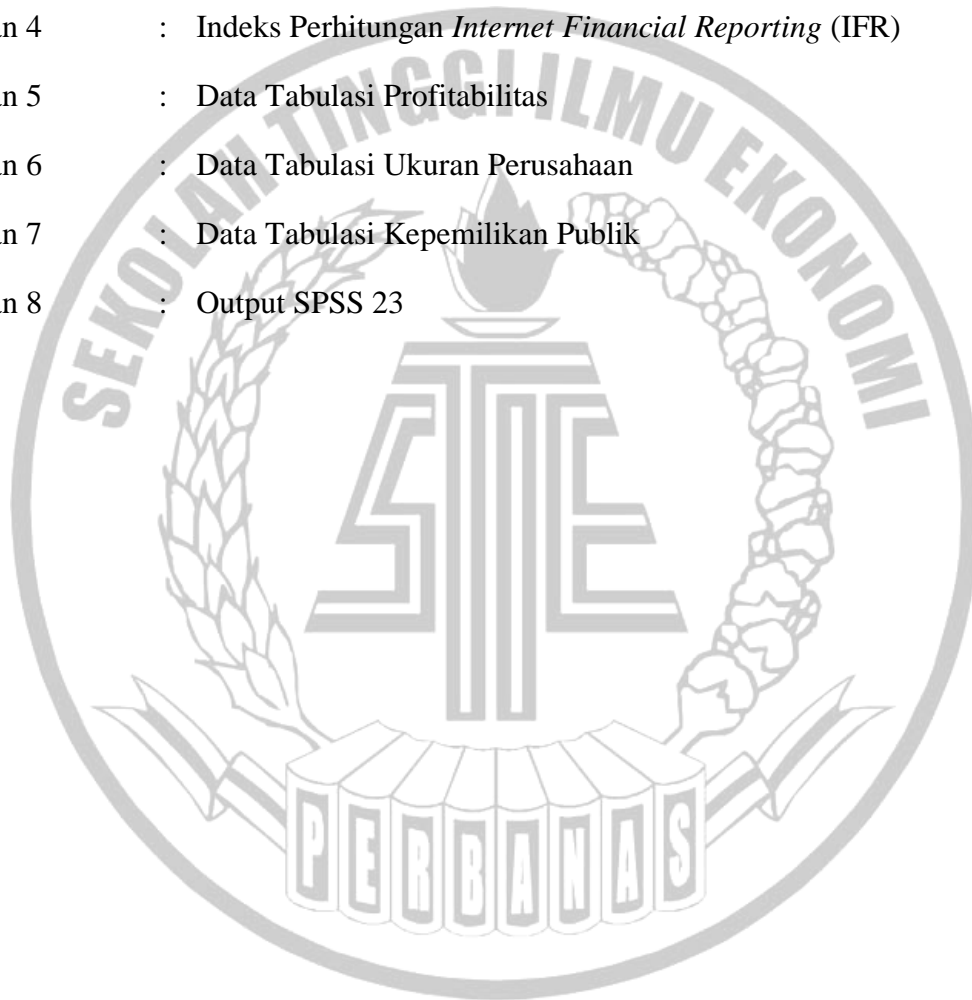 an 4 : Indeks Perhitungan Internet Financial Reporting (IFR)
an 5 : Data Tabulasi Profitabilitas
an 6 : Data Tabulasi Ukuran Perusahaan
an 7 : Data Tabulasi Kepemilikan Publik
an 8 : Output SPSS 23
SEKOLAH TINGGI ILMU EKONOMI
STIE
PERBANAS